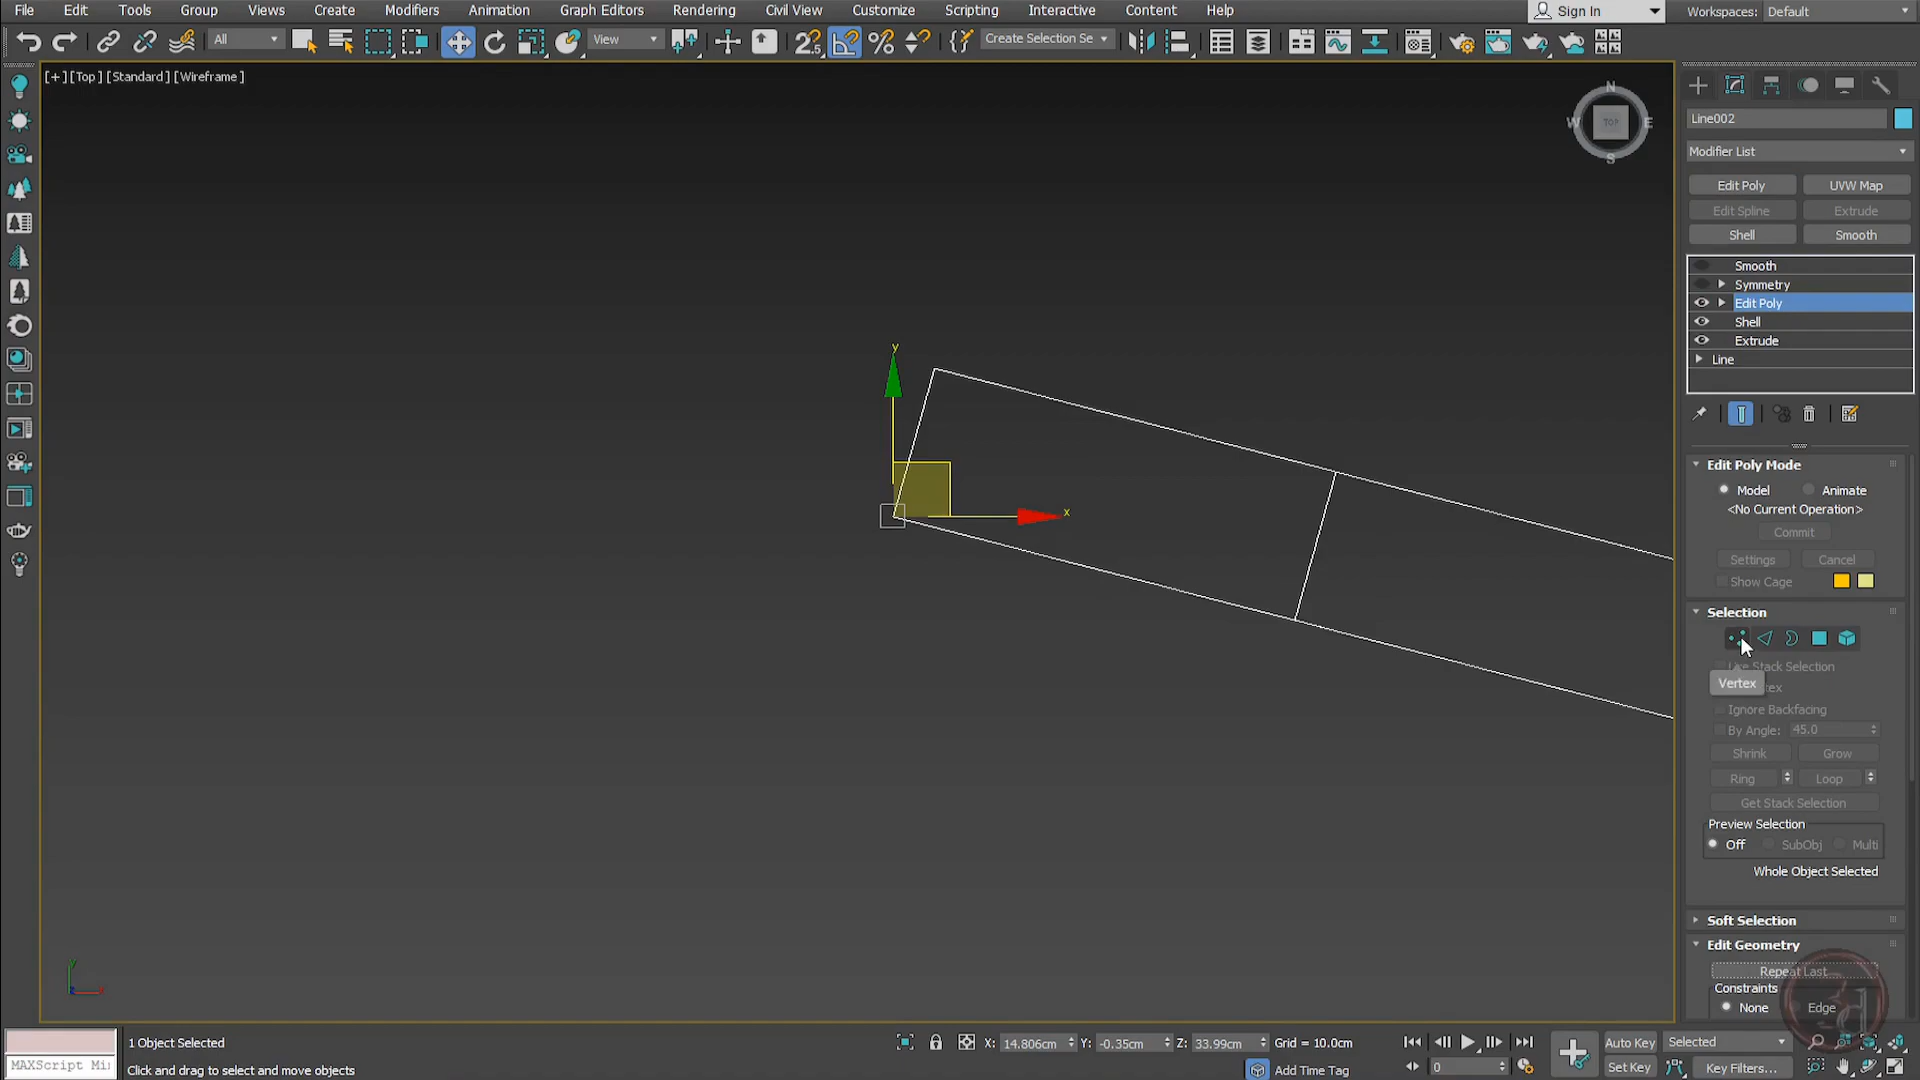 File Edit Tools Group Views Create Modifiers Animation Graph Editors Rendering Civil View Customize Scripting Interactive Content Help Sign In Workspaces: Default
All View Create Selection Se
[+] [Top] [Standard] [Wireframe]
N
W TOP E
S
Line002
Modifier List
Edit Poly UVW Map
Edit Spline Extrude
Shell Smooth
Smooth
Symmetry
Edit Poly
Shell
Extrude
Line
y
x
Edit Poly Mode
Model Animate
<No Current Operation>
Commit
Settings Cancel
Show Cage
Selection
Stack Selection
Vertex
Ignore Backfacing
By Angle: 45.0
Shrink Grow
Ring Loop
Get Stack Selection
Preview Selection
Off SubObj Multi
Whole Object Selected
Soft Selection
Edit Geometry
Repeat Last
Constraints
None Edge
1 Object Selected X: 14.806cm Y: -0.35cm Z: 33.99cm Grid = 10.0cm Auto Key Selected
MAXScript Mi Click and drag to select and move objects Add Time Tag 0 Set Key Key Filters...